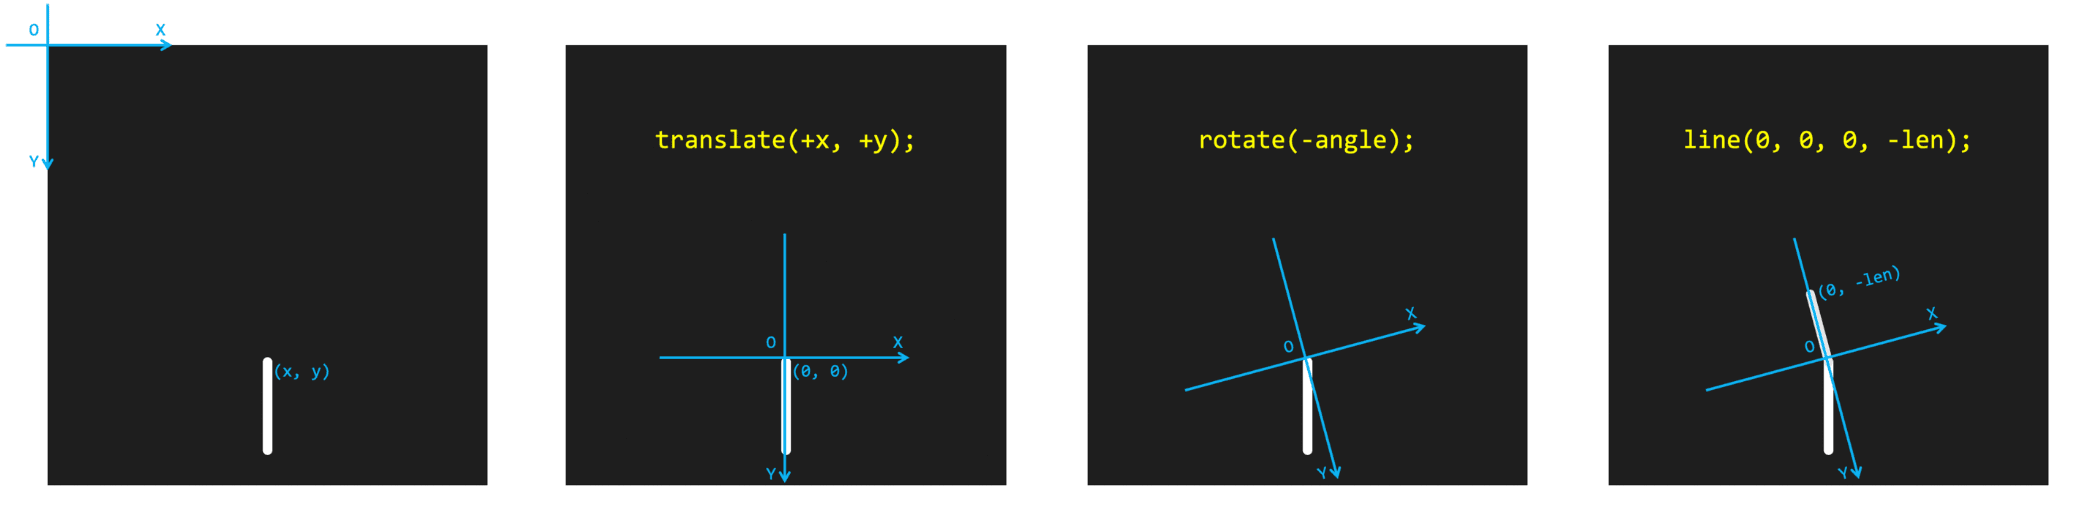 O
X
Y
(x, y)
translate(+x, +y);
O
X
(0, 0)
Y
rotate(-angle);
X
O
Y
line(0, 0, 0, -len);
(0, -len)
X
O
Y